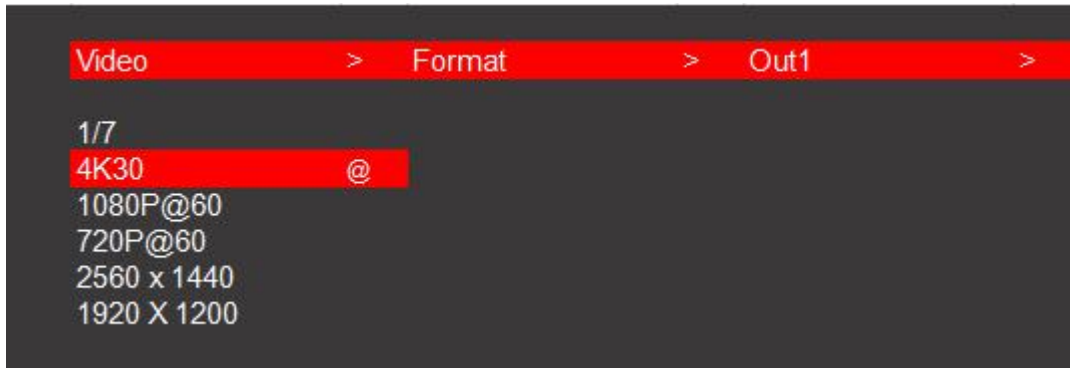 Video > Format > Out1 >
1/7
4K30 @
1080P@60
720P@60
2560 x 1440
1920 X 1200